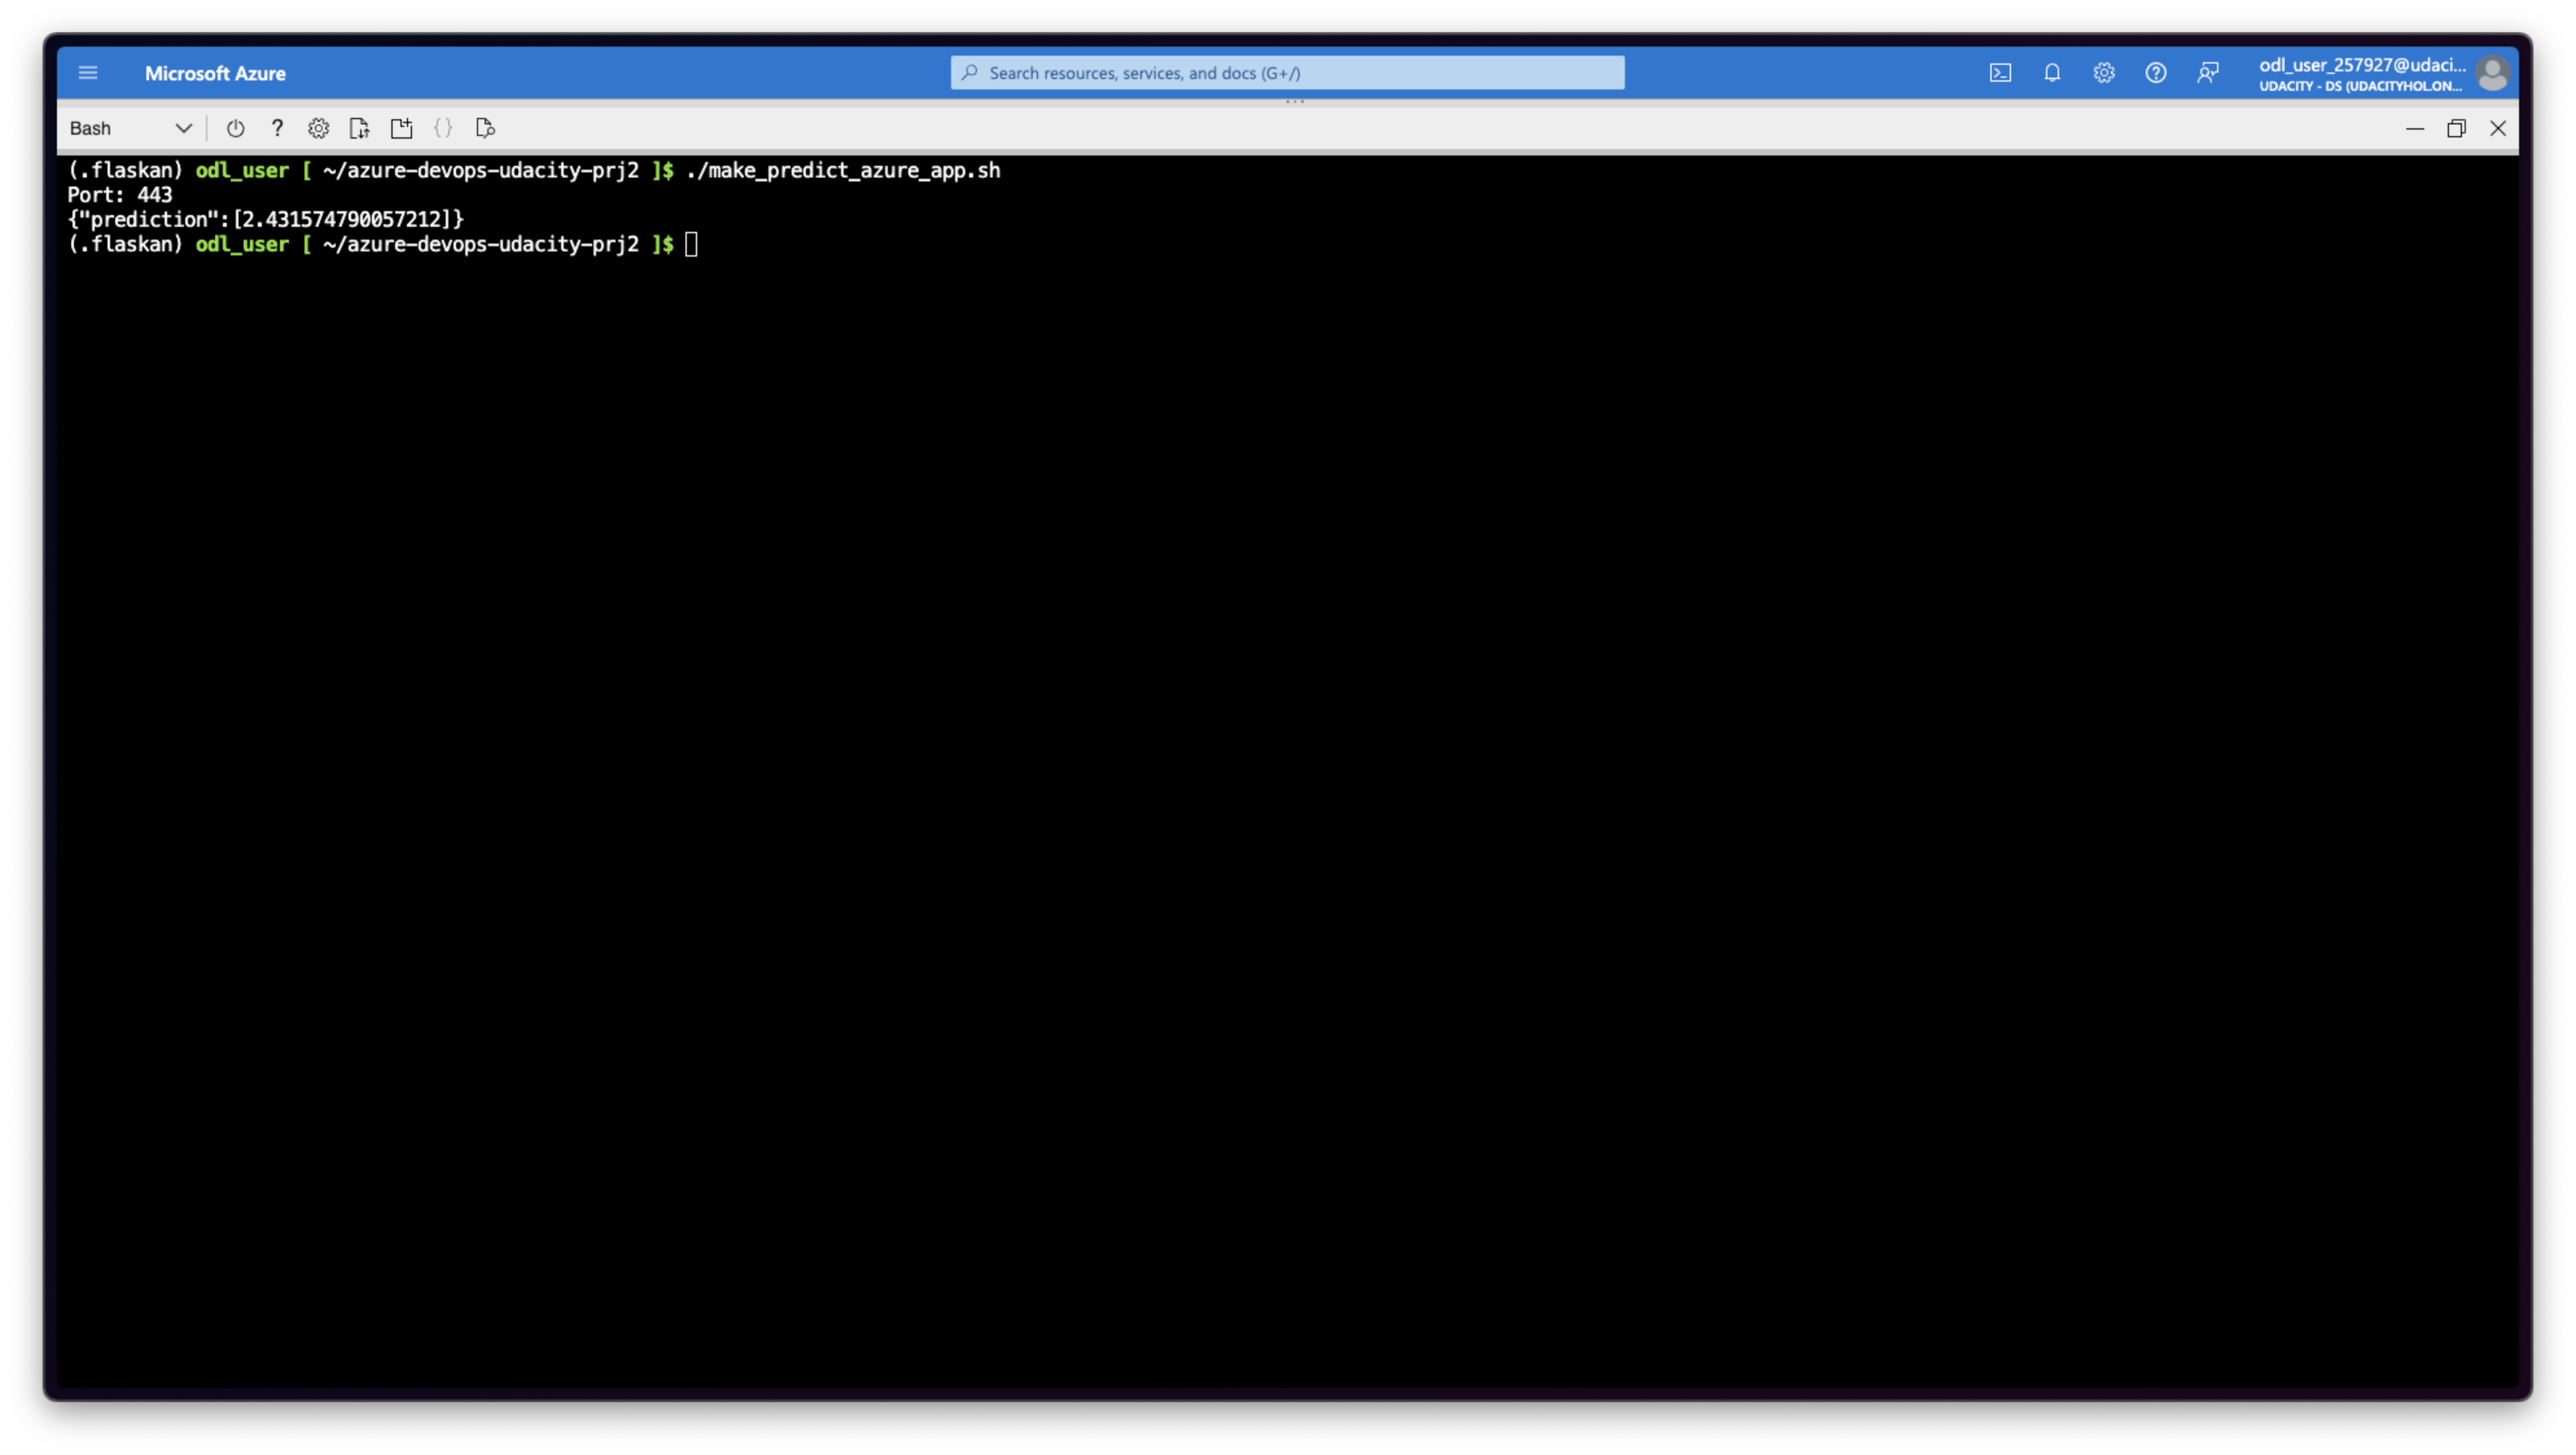 Microsoft Azure
Search resources, services, and docs (G+/)
odl_user_257927@udaci...
UDACITY - DS (UDACITYHOL.ON...
Bash
(.flaskan) odl_user [ ~/azure-devops-udacity-prj2 ]$ ./make_predict_azure_app.sh
Port: 443
{"prediction":[2.431574790057212]}
(.flaskan) odl_user [ ~/azure-devops-udacity-prj2 ]$